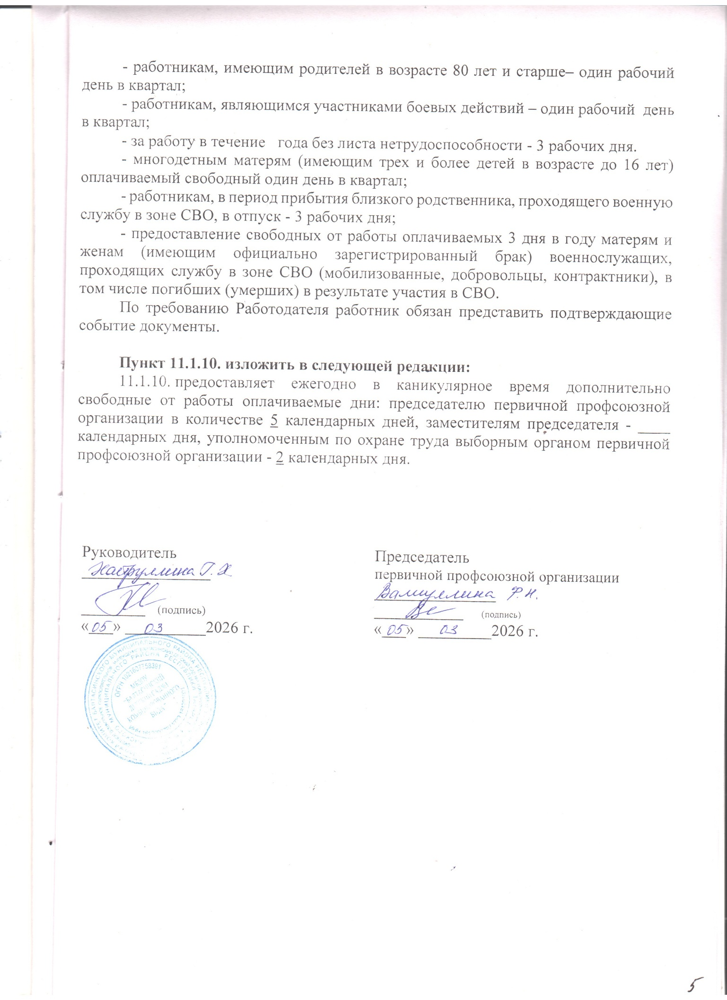 - работникам, имеющим родителей в возрасте 80 лет и старше– один рабочий
день в квартал;
- работникам, являющимся участниками боевых действий – один рабочий день
в квартал;
- за работу в течение года без листа нетрудоспособности - 3 рабочих дня.
- многодетным матерям (имеющим трех и более детей в возрасте до 16 лет)
оплачиваемый свободный один день в квартал;
- работникам, в период прибытия близкого родственника, проходящего военную
службу в зоне СВО, в отпуск - 3 рабочих дня;
- предоставление свободных от работы оплачиваемых 3 дня в году матерям и
женам (имеющим официально зарегистрированный брак) военнослужащих,
проходящих службу в зоне СВО (мобилизованные, добровольцы, контрактники), в
том числе погибших (умерших) в результате участия в СВО.
По требованию Работодателя работник обязан представить подтверждающие
событие документы.
Пункт 11.1.10. изложить в следующей редакции:
11.1.10. предоставляет ежегодно в каникулярное время дополнительно
свободные от работы оплачиваемые дни: председателю первичной профсоюзной
организации в количестве 5 календарных дней, заместителям председателя - ____
календарных дня, уполномоченным по охране труда выборным органом первичной
профсоюзной организации - 2 календарных дня.
Руководитель
Г. Х
(подпись)
«05» 03 2026 г.
Председатель
первичной профсоюзной организации
Валиуллина Р. Н.
(подпись)
«05» 03 2026 г.
БАЛТАСИНСКОГО МУНИЦИПАЛЬНОГО РАЙОНА
МУНИЦИПАЛЬНОГО РАЙОНА РЕСПУБЛИКИ
ОГРН 1021607758391
МБДОУ
"БАЛТАСИНСКИЙ
КОМБИНИРОВАННОГО
ВИДА"
5